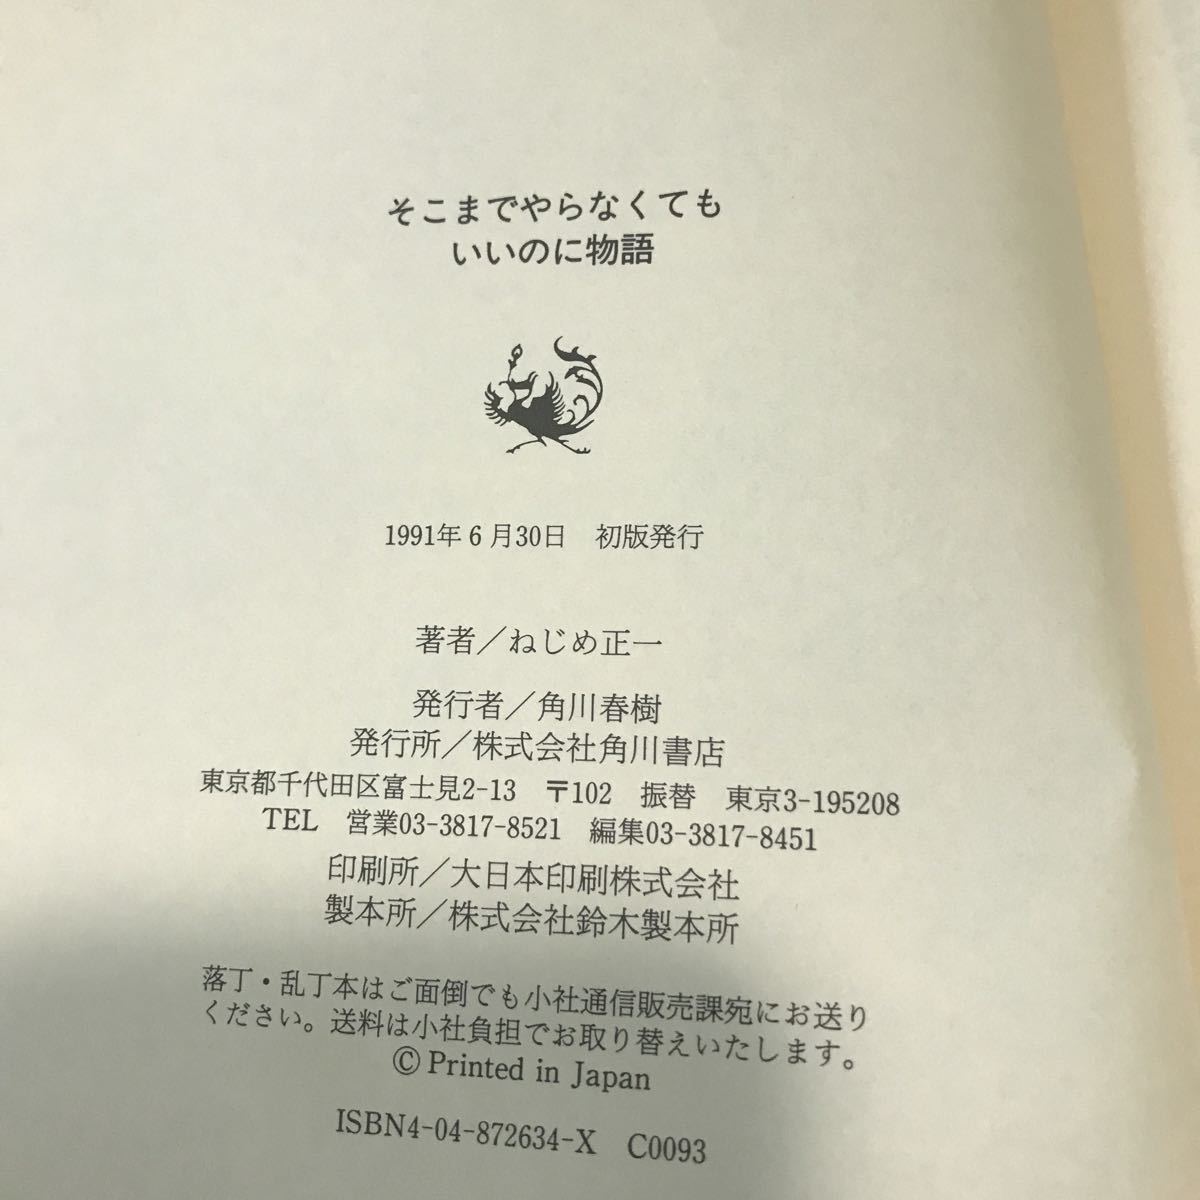 そこまでやらなくても
いいのに物語
1991年6月30日　初版発行
著者／ねじめ正一
発行者／角川春樹
発行所／株式会社角川書店
東京都千代田区富士見2-13　〒102　振替　東京3-195208
TEL　営業03-3817-8521　編集03-3817-8451
印刷所／大日本印刷株式会社
製本所／株式会社鈴木製本所
落丁・乱丁本はご面倒でも小社通信販売課宛にお送り
ください。送料は小社負担でお取り替えいたします。
© Printed in Japan
ISBN4-04-872634-X　C0093